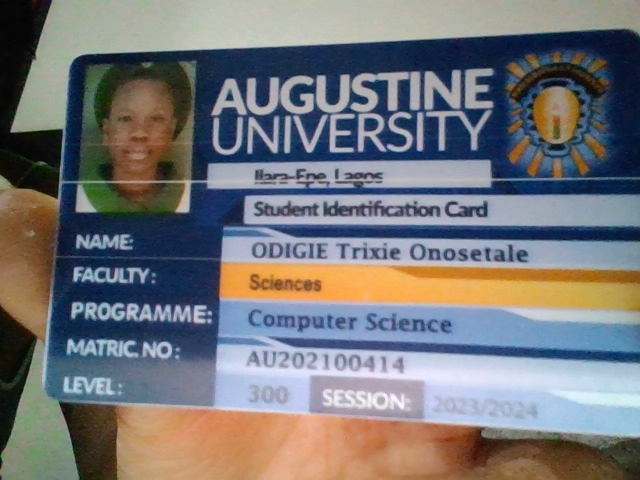 AUGUSTINE
UNIVERSITY
Ilara-Epe, Lagos
Student Identification Card
NAME: ODIGIE Trixie Onosetale
FACULTY: Sciences
PROGRAMME: Computer Science
MATRIC. NO: AU202100414
LEVEL: 300 SESSION: 2023/2024